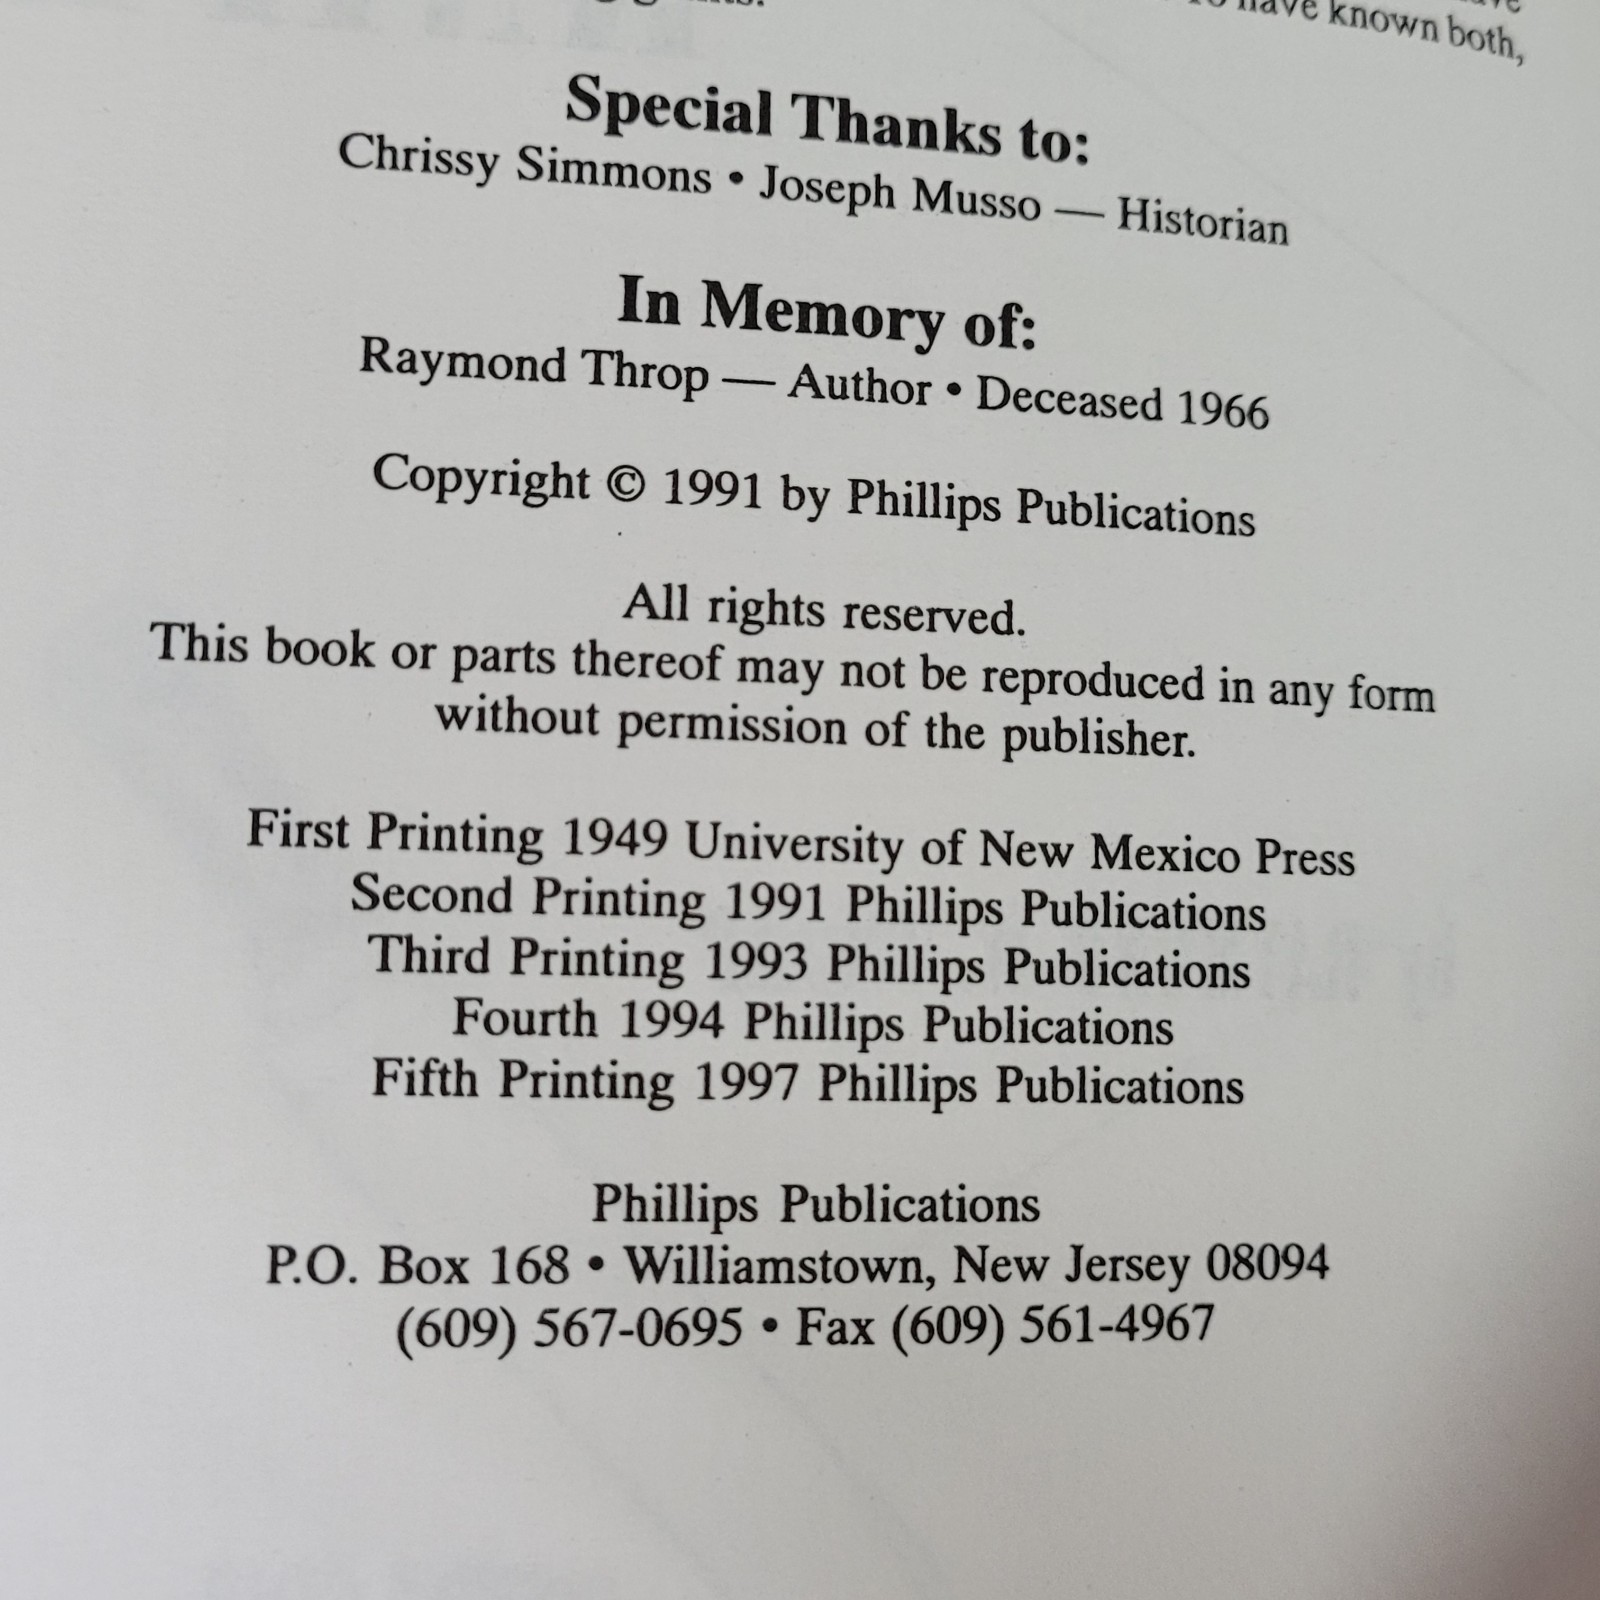 have known both,
Special Thanks to:
Chrissy Simmons • Joseph Musso — Historian
In Memory of:
Raymond Throp — Author • Deceased 1966
Copyright © 1991 by Phillips Publications
All rights reserved.
This book or parts thereof may not be reproduced in any form
without permission of the publisher.
First Printing 1949 University of New Mexico Press
Second Printing 1991 Phillips Publications
Third Printing 1993 Phillips Publications
Fourth 1994 Phillips Publications
Fifth Printing 1997 Phillips Publications
Phillips Publications
P.O. Box 168 • Williamstown, New Jersey 08094
(609) 567-0695 • Fax (609) 561-4967